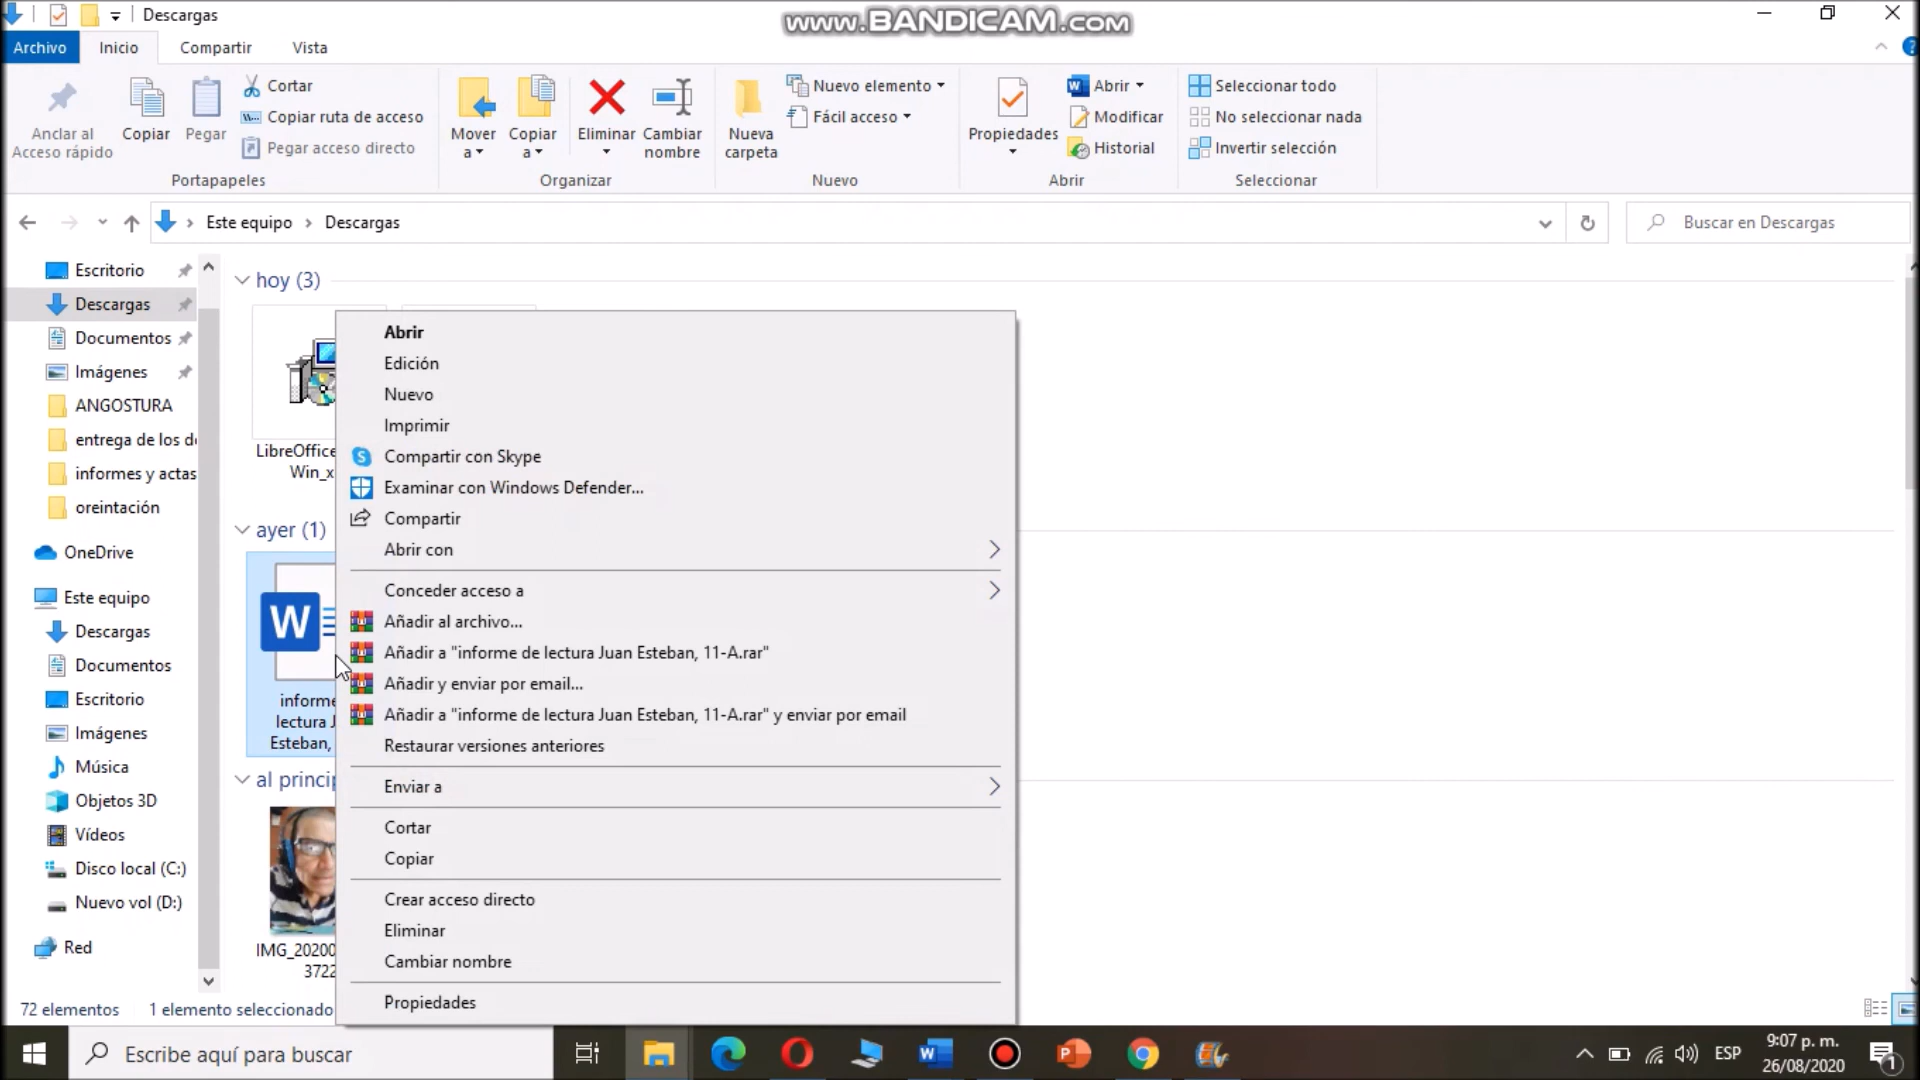 Descargas
www.BANDICAM.com
Archivo
Inicio
Compartir
Vista
Anclar al
Acceso rápido
Copiar
Pegar
Cortar
Copiar ruta de acceso
Pegar acceso directo
Portapapeles
Mover
a
Copiar
a
Eliminar
Cambiar
nombre
Organizar
Nueva
carpeta
Nuevo elemento
Fácil acceso
Nuevo
Propiedades
Abrir
Modificar
Historial
Abrir
Seleccionar todo
No seleccionar nada
Invertir selección
Seleccionar
Este equipo
Descargas
Buscar en Descargas
Escritorio
Descargas
Documentos
Imágenes
ANGOSTURA
entrega de los d
informes y actas
oreintación
OneDrive
Este equipo
Descargas
Documentos
Escritorio
Imágenes
Música
Objetos 3D
Vídeos
Disco local (C:)
Nuevo vol (D:)
Red
hoy (3)
LibreOffice
Win_x
ayer (1)
W
informe
lectura J
Esteban,
al princip
IMG_20200
3722
Abrir
Edición
Nuevo
Imprimir
Compartir con Skype
Examinar con Windows Defender...
Compartir
Abrir con
Conceder acceso a
Añadir al archivo...
Añadir a "informe de lectura Juan Esteban, 11-A.rar"
Añadir y enviar por email...
Añadir a "informe de lectura Juan Esteban, 11-A.rar" y enviar por email
Restaurar versiones anteriores
Enviar a
Cortar
Copiar
Crear acceso directo
Eliminar
Cambiar nombre
Propiedades
72 elementos
1 elemento seleccionado
Escribe aquí para buscar
ESP
9:07 p. m.
26/08/2020
1